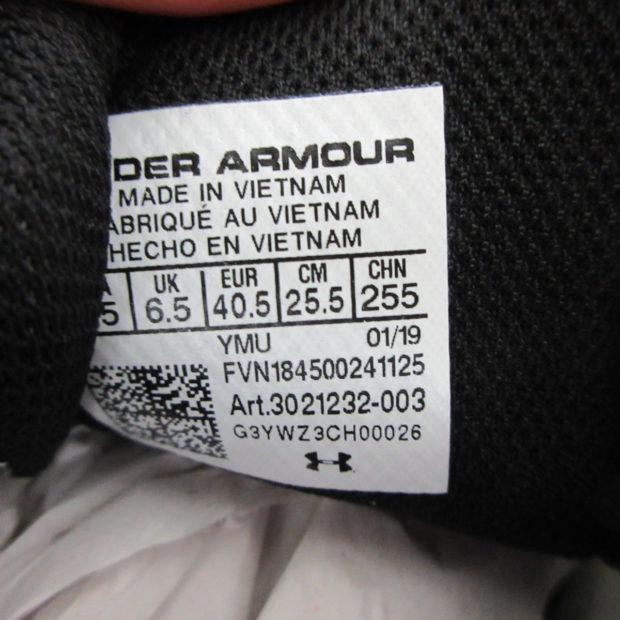 DER ARMOUR
MADE IN VIETNAM
ABRIQUÉ AU VIETNAM
HECHO EN VIETNAM
A UK EUR CM CHN
5 6.5 40.5 25.5 255
YMU 01/19
FVN184500241125
Art.3021232-003
G3YWZ3CH00026